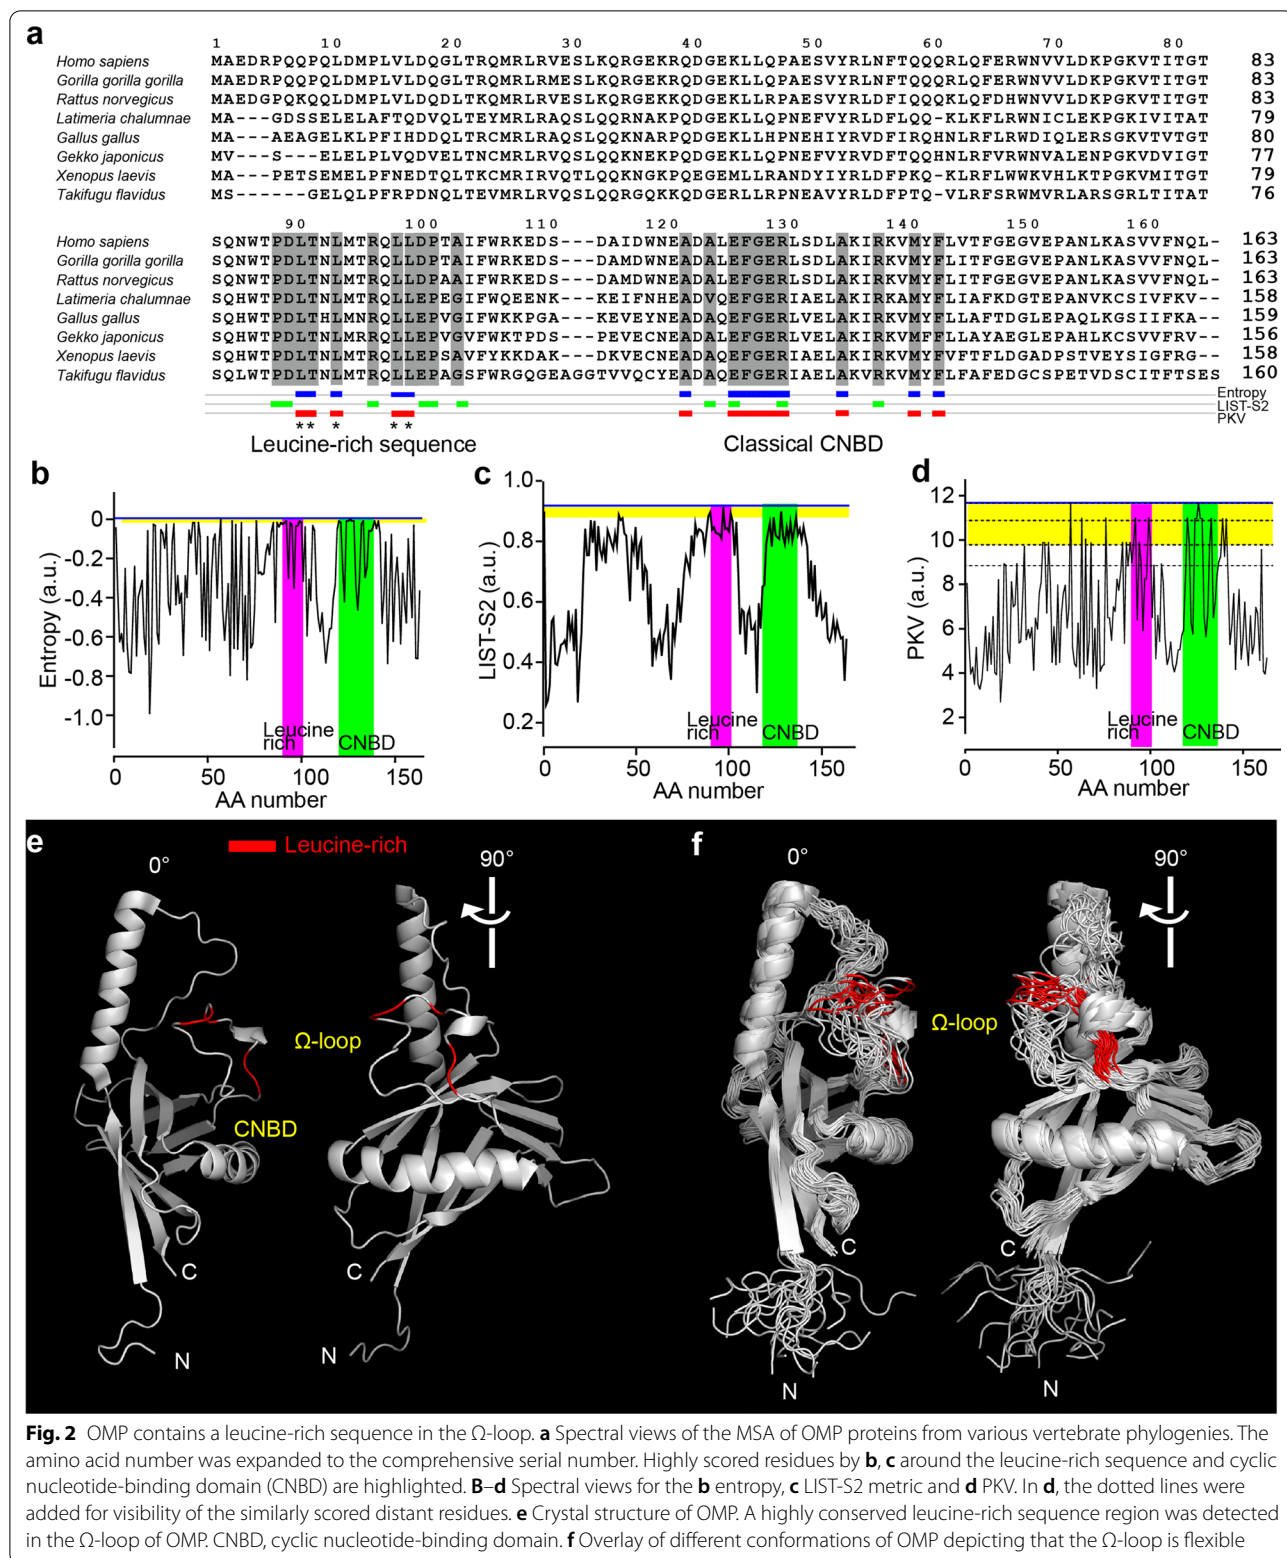 a
1 10 20 30 40 50 60 70 80
Homo sapiens MAEDRPQQPQLDMPLVLDQGLTRQMRLRVESLKQRGEKRQDGEKLLQPAESVYRLNFTQQQRLQFERWNVVLDKPGKVTITGT 83
Gorilla gorilla gorilla MAEDRPQQPQLDMPLVLDQGLTRQMRLRVESLKQRGEKRQDGEKLLQPAESVYRLNFTQQQRLQFERWNVVLDKPGKVTITGT 83
Rattus norvegicus MAEDGPQKQQLDMPLVLDQDLTKQMRLRVESLKQRGEKKQDGEKLLRPAESVYRLDFIQQQKLQFDHWNVVLDKPGKVTITGT 83
Latimeria chalumnae MA---GDSSELELAFTQDVQLTEYMRLRAQSLQQRNAKPQDGEKLLQPNESVYRLDFLQQ-KLKFLRWNICLEKPGKIVITAT 79
Gallus gallus MA---AEAGELKLPFIHDDQLTRCMRLRVQSLQQKNARPQDGEKLLHPNEHIYRVDFIRQHNLRFLRWDIQLERSGKVTVTGT 80
Gekko japonicus MV---S---ELELPLVQDVELTNCMRLRVQSLQQKNEKPQDGEKLLQPNEFVYRLDFTQQHNLRFVRWNVALENPGKVDVIGT 77
Xenopus laevis MA---PETSEMELPFNEDTQLTKCMRIRVQTLQQKNGKPQEGEMLLRANDYIYRLDFPKQ-KLRFLWWKVHLKTPGKVMITGT 79
Takifugu flavidus MS------GELQLPFRPDNQLTEVMRLRVQSLQRGQKKQDGERLLRPNEAVYRLDFPTQ-VLRFSRWMVRLARSGRLTITAT 76
90 100 110 120 130 140 150 160
Homo sapiens SQNWTPDLTNLMTRQLLDPTAIFWRKEDS---DAIDWNEADALEFGERLSDLAKIRKVMYFLVTFGEGVEPANLKASVVFNQL- 163
Gorilla gorilla gorilla SQNWTPDLTNLMTRQLLDPTAIFWRKEDS---DAMDWNEADALEFGERLSDLAKIRKVMYFLITFGEGVEPANLKASVVFNQL- 163
Rattus norvegicus SQNWTPDLTNLMTRQLLDPAAIFWRKEDS---DAMDWNEADALEFGERLSDLAKIRKVMYFLITFGEGVEPANLKASVVFNQL- 163
Latimeria chalumnae SQHWTPDLTNLMTRQLLEPEGIFWQEENK---KEIFNHEADVQEFGERIAELAKIRKAMYFLIAFKDGTEPANVKCSIVFKV-- 158
Gallus gallus SQHWTPDLTHLMNRQLLEPVGIFWKKPGA---KEVEYNEADAQEFGERLVELAKIRKVMYFLLAFTDGLEPAQLKGSIIFKA-- 159
Gekko japonicus SQHWTPDLTNLMRRQLLEPVGIFWKTPDS---PEVECNEADAQEFGERIAELAKIRKVMYFFLLAYAEGLEPAHLKCSVVFRV-- 156
Xenopus laevis SQHWTPDLTNLMTRQLLEPSAVFYKKDAK---DKVECNEADALEFGERIVELAKIRKVMYFVFTFLDGADPSTVEYSIGFRG-- 158
Takifugu flavidus SQLWTPDLTNLMTRQLLEPAGSFWRGQGEAGGTVVQCYEADAQEFGERIAELAKVRKVMYFLFAFEDGCSPETVDSCITFTSES 160
Entropy
LIST-S2
PKV
** * **
Leucine-rich sequence Classical CNBD
b
0
-0.2
-0.4
-0.6
-0.8
-1.0
Entropy (a.u.)
Leucine rich
CNBD
0 50 100 150
AA number
c
1.0
0.8
0.6
0.4
0.2
LIST-S2 (a.u.)
Leucine rich
CNBD
0 50 100 150
AA number
d
12
10
8
6
4
2
PKV (a.u.)
Leucine rich
CNBD
0 50 100 150
AA number
e
Leucine-rich
0°
90°
Ω-loop
CNBD
C
C
N
N
f
0°
90°
Ω-loop
C
C
N
N
Fig. 2 OMP contains a leucine-rich sequence in the Ω-loop. a Spectral views of the MSA of OMP proteins from various vertebrate phylogenies. The
amino acid number was expanded to the comprehensive serial number. Highly scored residues by b, c around the leucine-rich sequence and cyclic
nucleotide-binding domain (CNBD) are highlighted. B–d Spectral views for the b entropy, c LIST-S2 metric and d PKV. In d, the dotted lines were
added for visibility of the similarly scored distant residues. e Crystal structure of OMP. A highly conserved leucine-rich sequence region was detected
in the Ω-loop of OMP. CNBD, cyclic nucleotide-binding domain. f Overlay of different conformations of OMP depicting that the Ω-loop is flexible